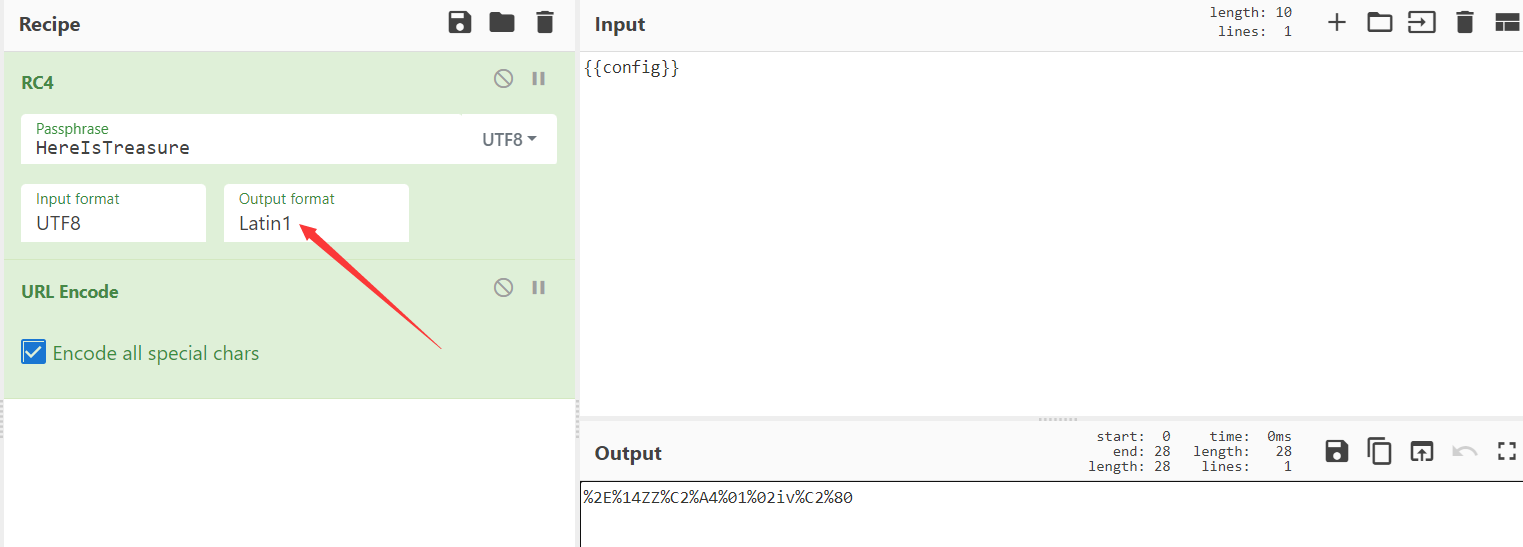 Recipe
RC4
Passphrase
HereIsTreasure
UTF8
Input format
UTF8
Output format
Latin1
URL Encode
Encode all special chars
Input
length: 10
lines: 1
{{config}}
Output
start: 0
end: 28
length: 28
time: 0ms
length: 28
lines: 1
%2E%14ZZ%C2%A4%01%02iv%C2%80